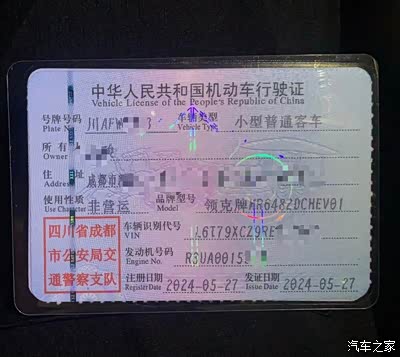 中华人民共和国机动车行驶证
Vehicle License of the People's Republic of China
号牌号码 川AFW 3 车辆类型 小型普通客车
Plate No. Vehicle Type
所有人
Owner
住址 成都市
Address
使用性质 非营运 品牌型号 领克牌MR6482DCHEV01
Use Character Model
四川省成都 车辆识别代号 L6T79XCZ9RE
VIN
市公安局交 发动机号码 R3UA0015
Engine No.
通警察支队 注册日期 2024-05-27 发证日期 2024-05-27
Register Date Issue Date
汽车之家